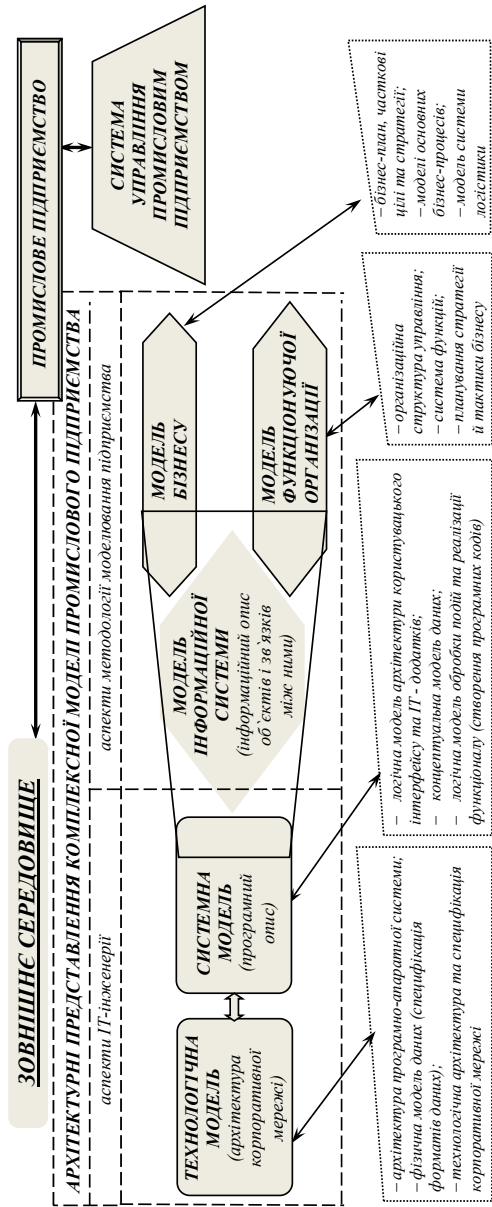 ЗОВНІШНЄ СЕРЕДОВИЩЕ
ПРОМИСЛОВЕ ПІДПРИЄМСТВО
АРХІТЕКТУРНІ ПРЕДСТАВЛЕННЯ КОМПЛЕКСНОЇ МОДЕЛІ ПРОМИСЛОВОГО ПІДПРИЄМСТВА
аспекти ІТ-інженерії
аспекти методології моделювання підприємства
СИСТЕМА
УПРАВЛІННЯ
ПРОМИСЛОВИМ
ПІДПРИЄМСТВОМ
ТЕХНОЛОГІЧНА
МОДЕЛЬ
(архітектура
корпоративної
мережі)
СИСТЕМНА
МОДЕЛЬ
(програмний
опис)
МОДЕЛЬ
ІНФОРМАЦІЙНОЇ
СИСТЕМИ
(інформаційний опис
об`єктів і зв`язків
між ними)
МОДЕЛЬ
БІЗНЕСУ
МОДЕЛЬ
ФУНКЦІОНУЮЧОЇ
ОРГАНІЗАЦІЇ
– архітектура програмно-апаратної системи;
– фізична модель даних (специфікація
форматів даних);
– технологічна архітектура та специфікація
корпоративної мережі
– логічна модель архітектури користувацького
інтерфейсу та ІТ - додатків;
– концептуальна модель даних;
– логічна модель обробки подій та реалізації
функціоналу (створення програмних кодів)
– організаційна
структура управління;
– система функцій;
– планування стратегії
й тактики бізнесу
– бізнес-план, часткові
цілі та стратегії;
– моделі основних
бізнес-процесів;
– модель системи
логістики